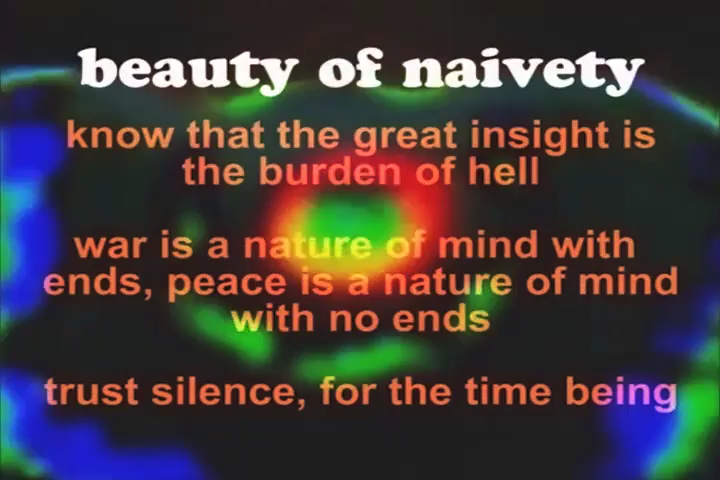 beauty of naivety
know that the great insight is
the burden of hell
war is a nature of mind with
ends, peace is a nature of mind
with no ends
trust silence, for the time being